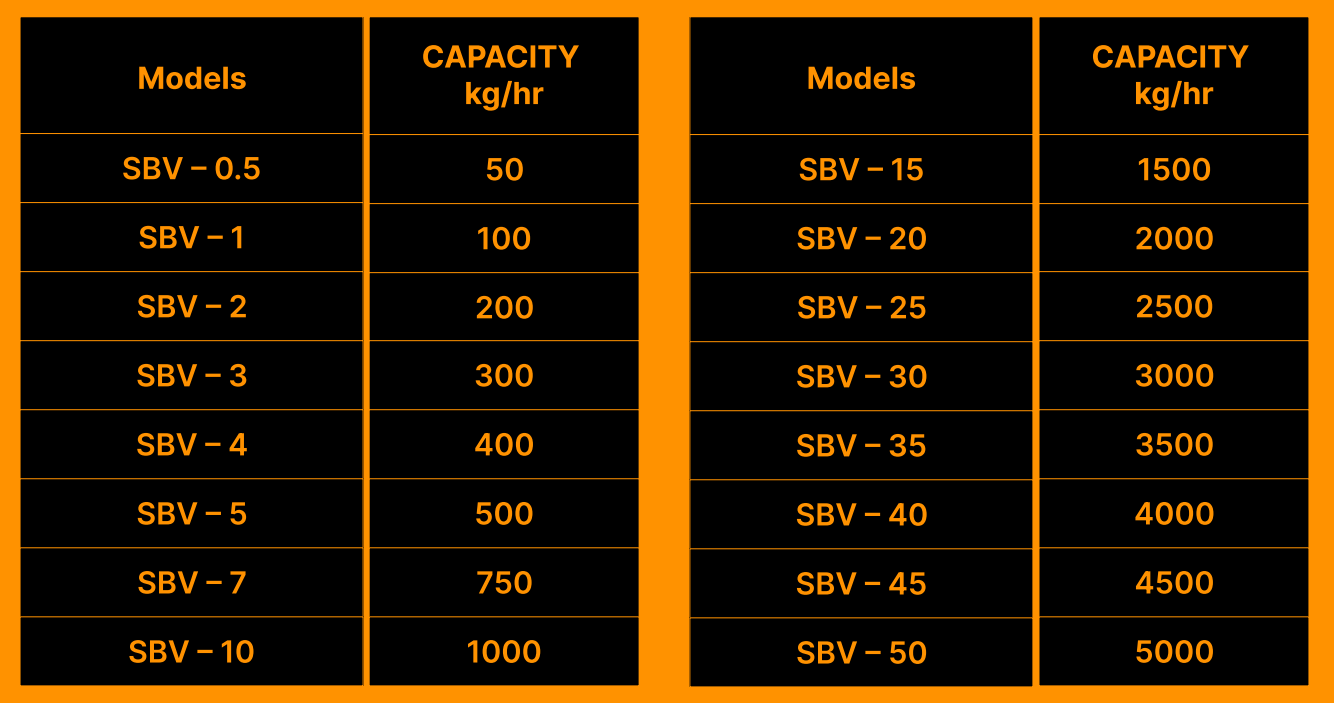 Models
CAPACITY
kg/hr
SBV – 0.5
50
SBV – 1
100
SBV – 2
200
SBV – 3
300
SBV – 4
400
SBV – 5
500
SBV – 7
750
SBV – 10
1000
Models
CAPACITY
kg/hr
SBV – 15
1500
SBV – 20
2000
SBV – 25
2500
SBV – 30
3000
SBV – 35
3500
SBV – 40
4000
SBV – 45
4500
SBV – 50
5000